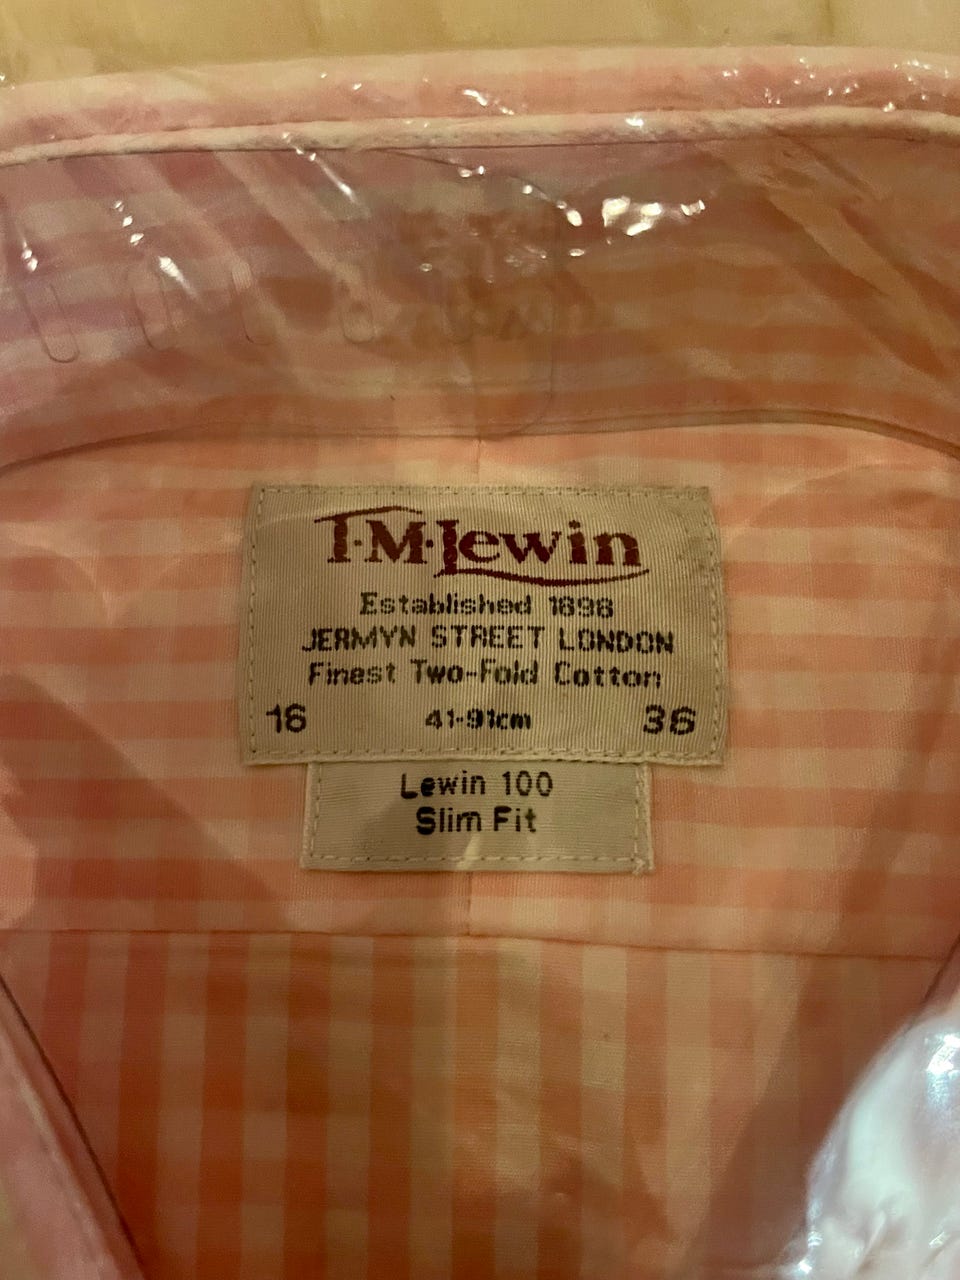 T·M·Lewin
Established 1898
JERMYN STREET LONDON
Finest Two-Fold Cotton
16 41-91cm 36
Lewin 100
Slim Fit